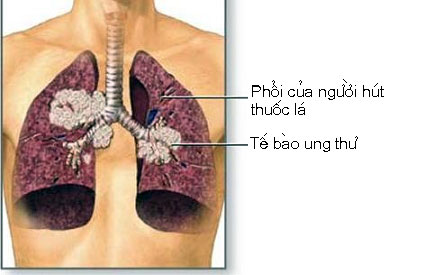 Phổi của người hút
thuốc lá
Tế bào ung thư